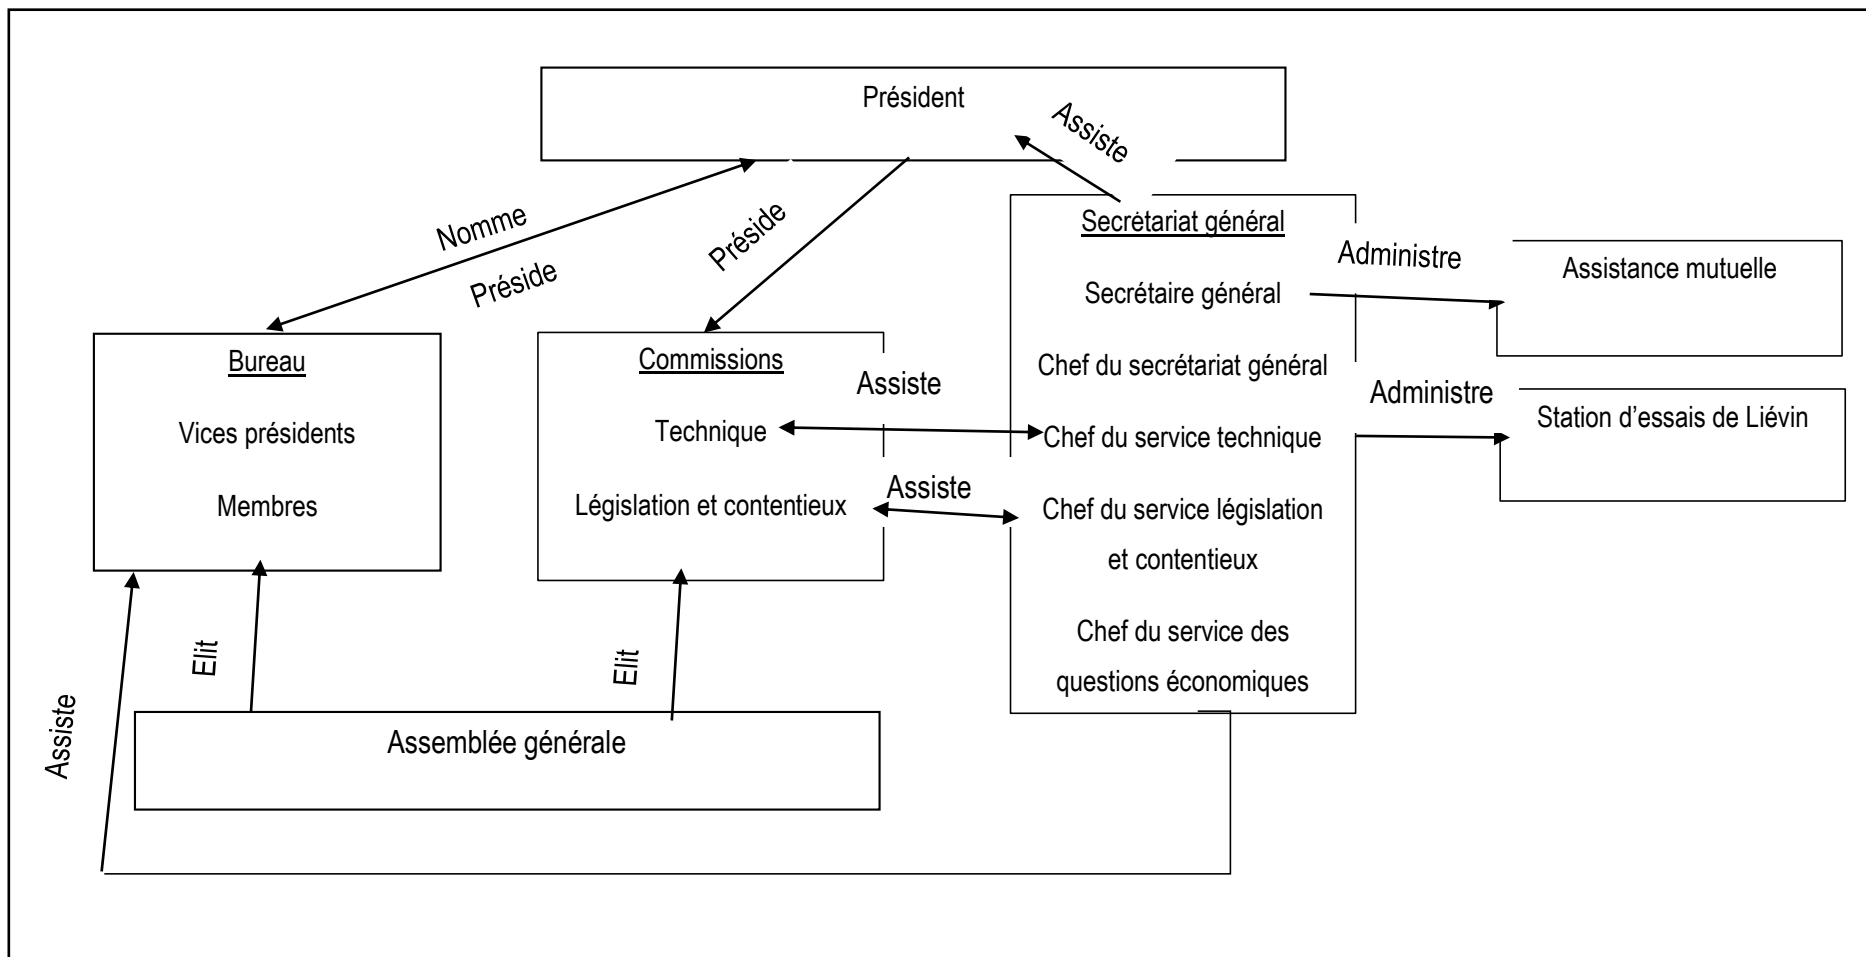 Président
Assiste
Nomme
Préside
Préside
Secrétariat général
Secrétaire général
Chef du secrétariat général
Chef du service technique
Chef du service législation
et contentieux
Chef du service des
questions économiques
Administre
Assistance mutuelle
Administre
Station d'essais de Liévin
Bureau
Vices présidents
Membres
Commissions
Technique
Législation et contentieux
Assiste
Assiste
Elit
Elit
Assiste
Assemblée générale